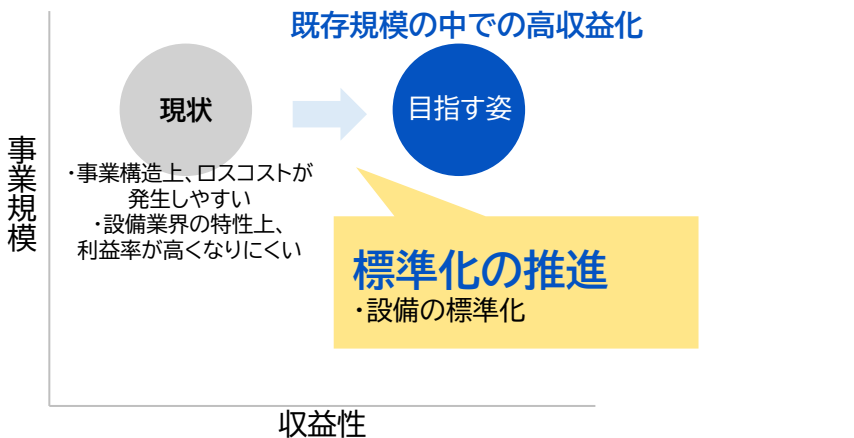 既存規模の中での高収益化
現状
目指す姿
事業規模
・事業構造上、ロスコストが
発生しやすい
・設備業界の特性上、
利益率が高くなりにくい
標準化の推進
・設備の標準化
収益性